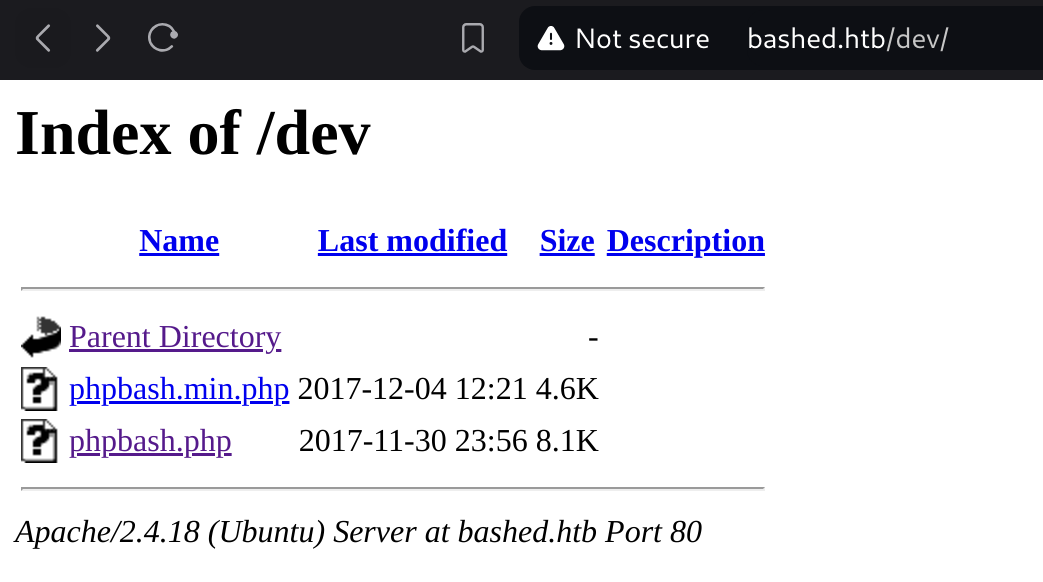 Not secure bashed.htb/dev/
Index of /dev
Name Last modified Size Description
Parent Directory -
phpbash.min.php 2017-12-04 12:21 4.6K
phpbash.php 2017-11-30 23:56 8.1K
Apache/2.4.18 (Ubuntu) Server at bashed.htb Port 80